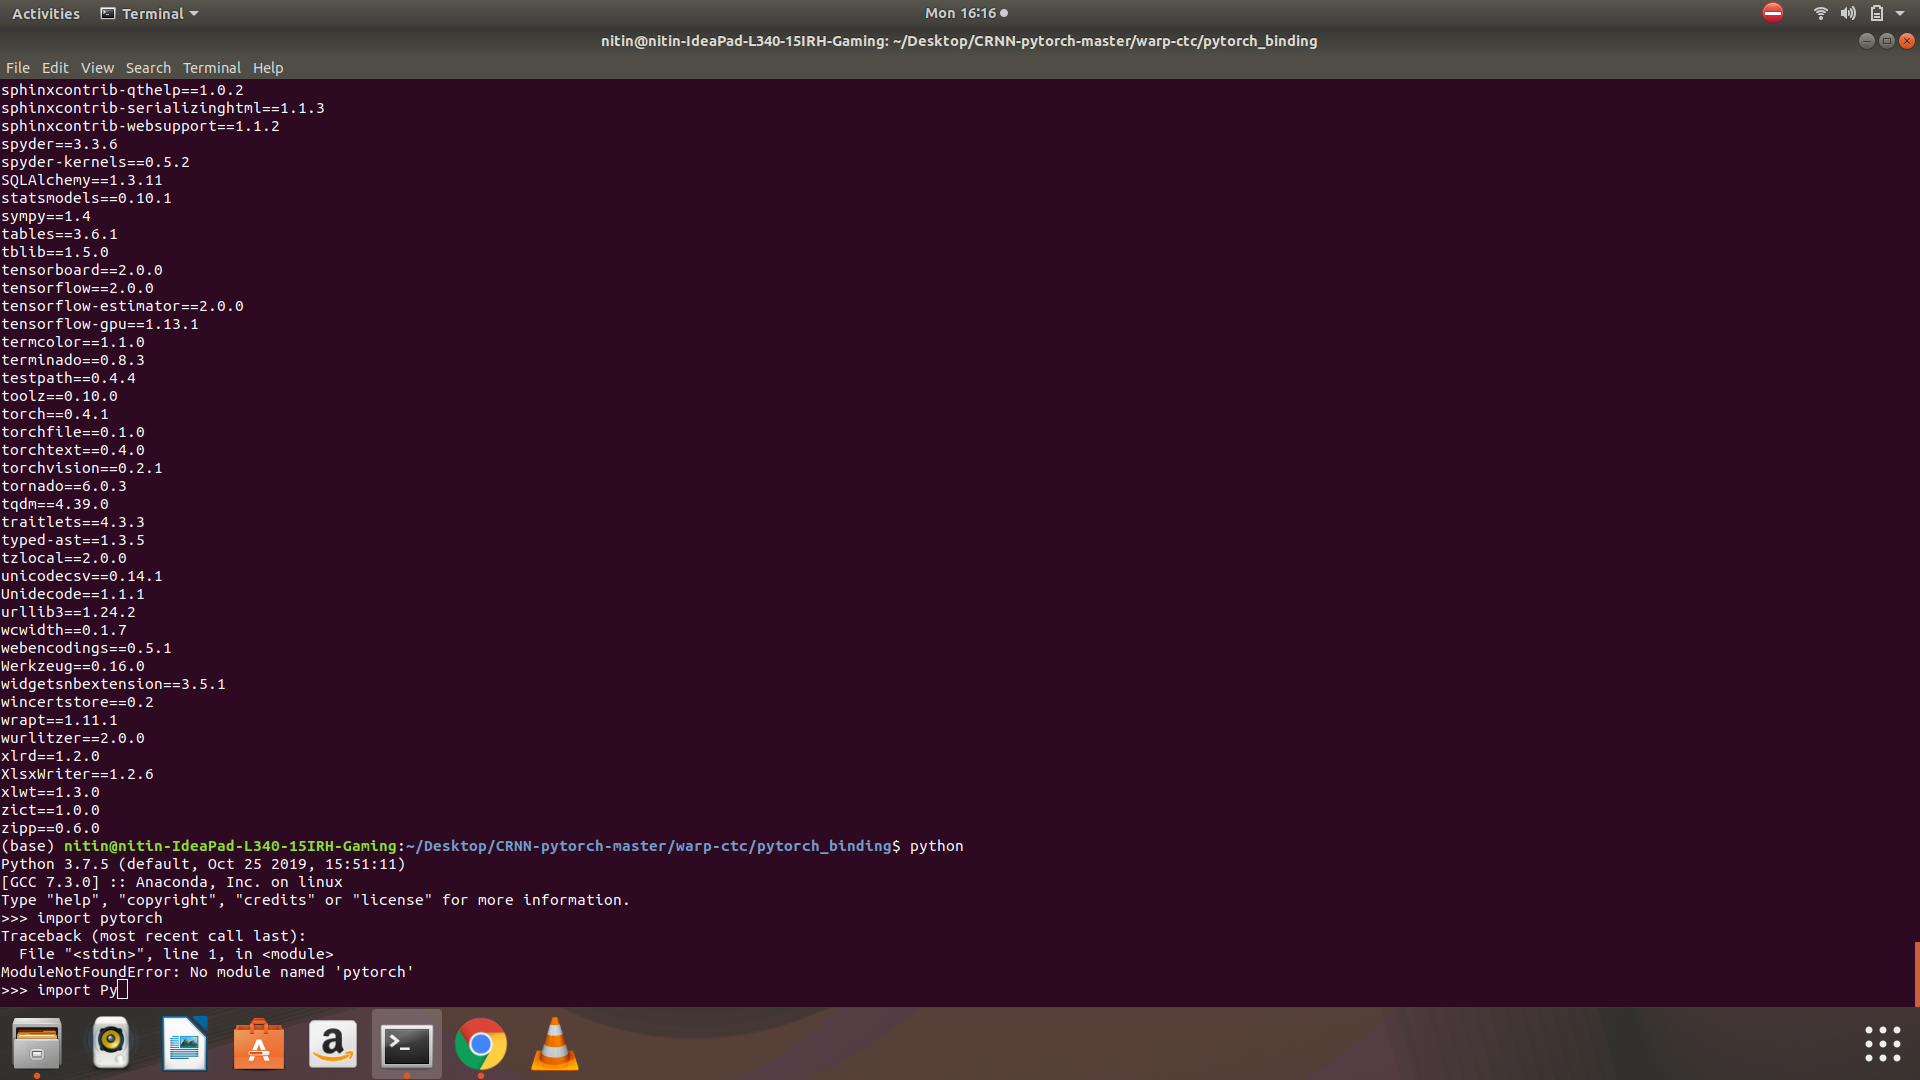 Activities Terminal Mon 16:16
nitin@nitin-IdeaPad-L340-15IRH-Gaming: ~/Desktop/CRNN-pytorch-master/warp-ctc/pytorch_binding
File Edit View Search Terminal Help
sphinxcontrib-qthelp==1.0.2
sphinxcontrib-serializinghtml==1.1.3
sphinxcontrib-websupport==1.1.2
spyder==3.3.6
spyder-kernels==0.5.2
SQLAlchemy==1.3.11
statsmodels==0.10.1
sympy==1.4
tables==3.6.1
tblib==1.5.0
tensorboard==2.0.0
tensorflow==2.0.0
tensorflow-estimator==2.0.0
tensorflow-gpu==1.13.1
termcolor==1.1.0
terminado==0.8.3
testpath==0.4.4
toolz==0.10.0
torch==0.4.1
torchfile==0.1.0
torchtext==0.4.0
torchvision==0.2.1
tornado==6.0.3
tqdm==4.39.0
traitlets==4.3.3
typed-ast==1.3.5
tzlocal==2.0.0
unicodecsv==0.14.1
Unidecode==1.1.1
urllib3==1.24.2
wcwidth==0.1.7
webencodings==0.5.1
Werkzeug==0.16.0
widgetsnbextension==3.5.1
wincertstore==0.2
wrapt==1.11.1
wurlitzer==2.0.0
xlrd==1.2.0
XlsxWriter==1.2.6
xlwt==1.3.0
zict==1.0.0
zipp==0.6.0
(base) nitin@nitin-IdeaPad-L340-15IRH-Gaming:~/Desktop/CRNN-pytorch-master/warp-ctc/pytorch_binding$ python
Python 3.7.5 (default, Oct 25 2019, 15:51:11)
[GCC 7.3.0] :: Anaconda, Inc. on linux
Type "help", "copyright", "credits" or "license" for more information.
>>> import pytorch
Traceback (most recent call last):
  File "<stdin>", line 1, in <module>
ModuleNotFoundError: No module named 'pytorch'
>>> import Py